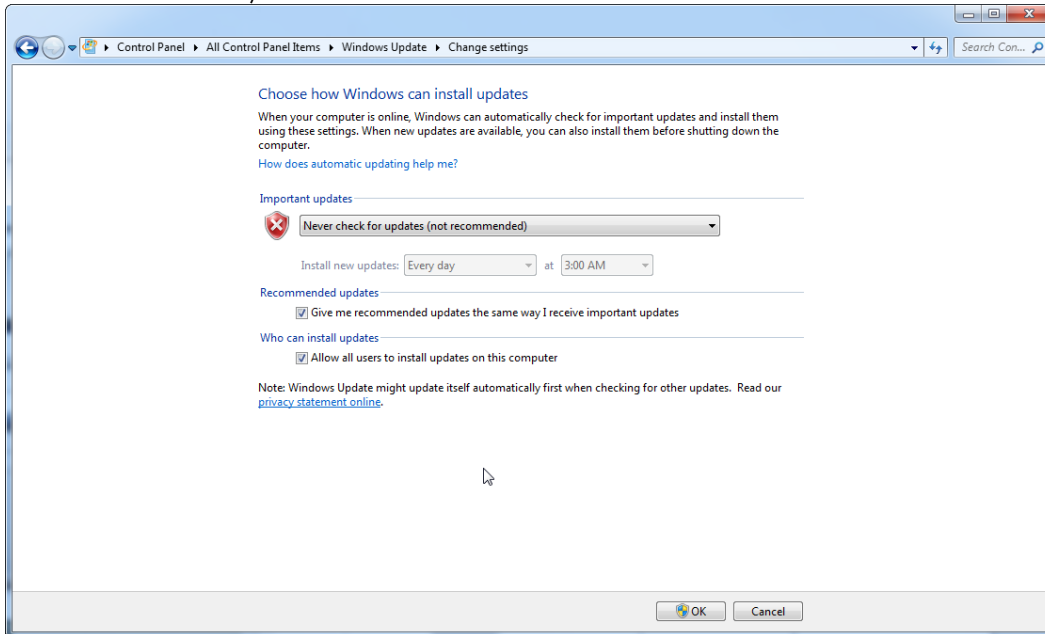 Control Panel ▸ All Control Panel Items ▸ Windows Update ▸ Change settings
Search Con...
Choose how Windows can install updates
When your computer is online, Windows can automatically check for important updates and install them
using these settings. When new updates are available, you can also install them before shutting down the
computer.
How does automatic updating help me?
Important updates
Never check for updates (not recommended)
Install new updates: Every day at 3:00 AM
Recommended updates
Give me recommended updates the same way I receive important updates
Who can install updates
Allow all users to install updates on this computer
Note: Windows Update might update itself automatically first when checking for other updates. Read our
privacy statement online.
OK Cancel